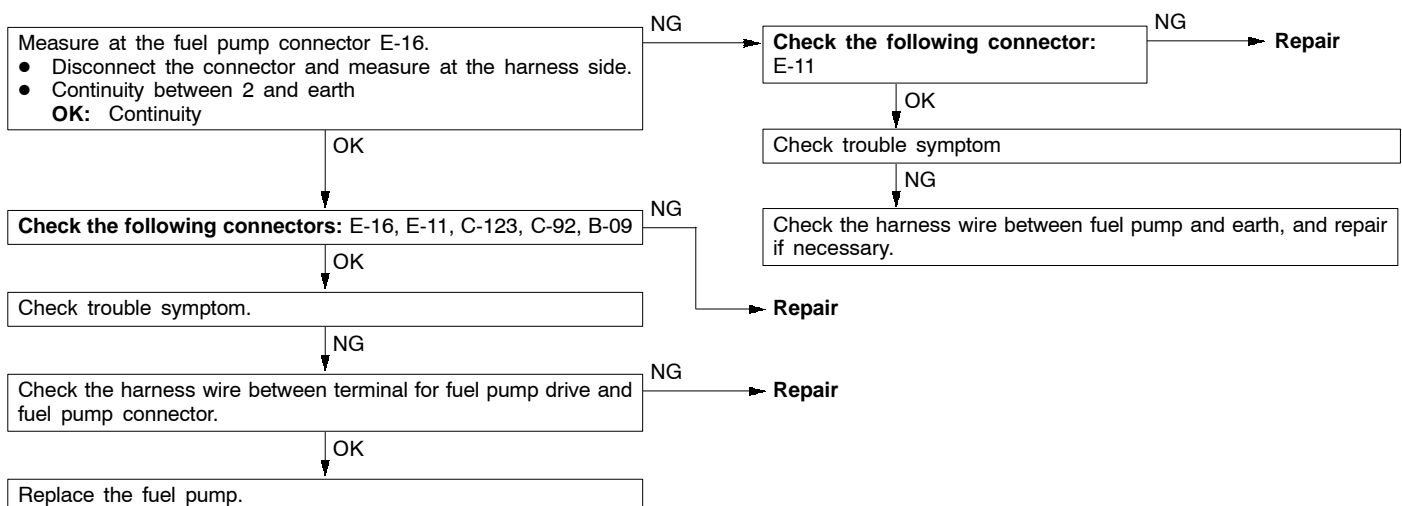 Measure at the fuel pump connector E-16.
● Disconnect the connector and measure at the harness side.
● Continuity between 2 and earth
OK: Continuity
NG
Check the following connector:
E-11
NG
Repair
OK
Check trouble symptom
NG
Check the harness wire between fuel pump and earth, and repair
if necessary.
OK
Check the following connectors: E-16, E-11, C-123, C-92, B-09
NG
Repair
OK
Check trouble symptom.
NG
Check the harness wire between terminal for fuel pump drive and
fuel pump connector.
NG
Repair
OK
Replace the fuel pump.